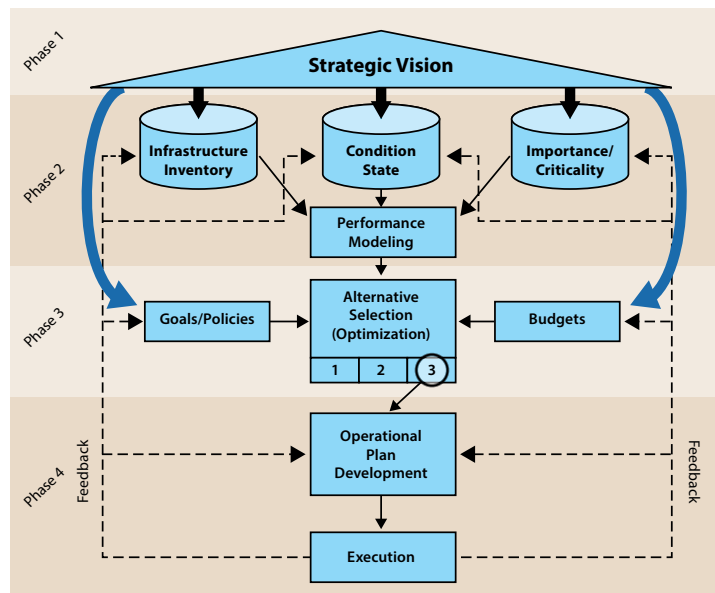 Phase 1
Strategic Vision
Phase 2
Infrastructure
Inventory
Condition
State
Importance/
Criticality
Performance
Modeling
Phase 3
Goals/Policies
Alternative
Selection
(Optimization)
Budgets
1 2 3
Phase 4
Feedback
Operational
Plan
Development
Feedback
Execution